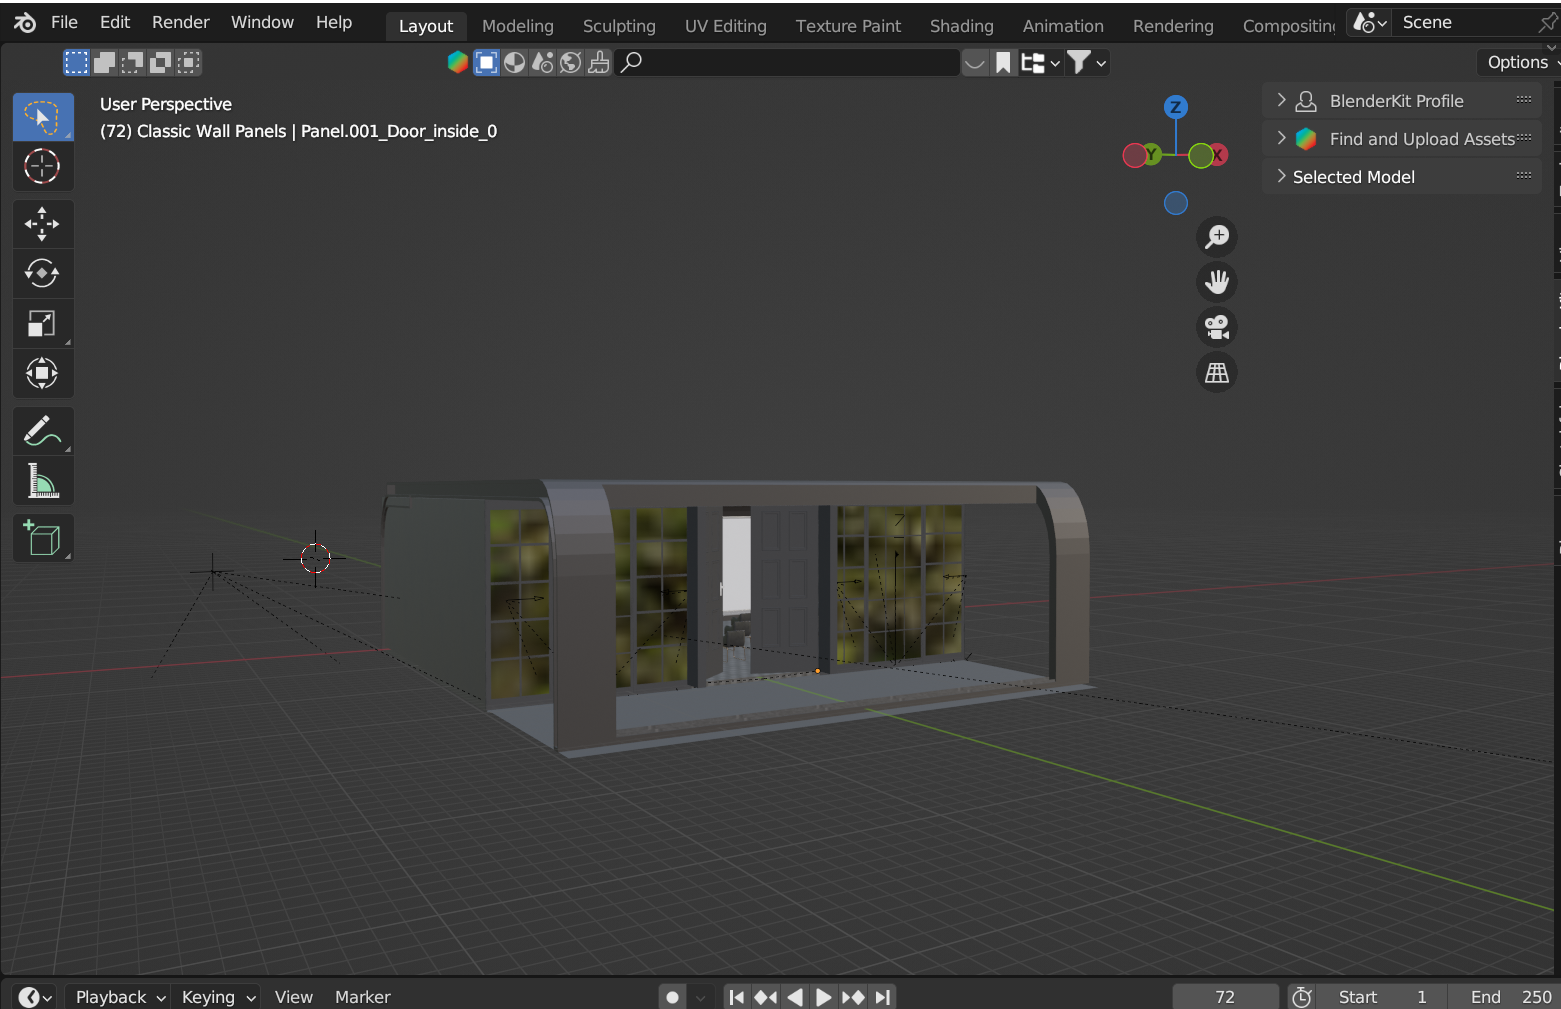 File Edit Render Window Help Layout Modeling Sculpting UV Editing Texture Paint Shading Animation Rendering Compositing Scene
Options
User Perspective
(72) Classic Wall Panels | Panel.001_Door_inside_0
Z
Y
X
BlenderKit Profile
Find and Upload Assets
Selected Model
Playback Keying View Marker 72 Start 1 End 250